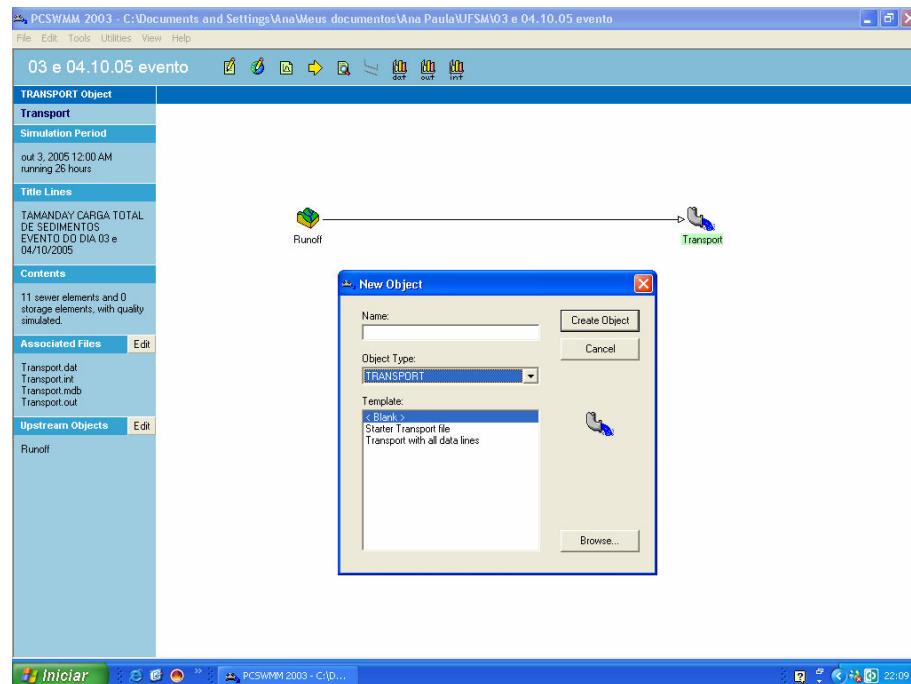 PCSWMM 2003 - C:\Documents and Settings\Ana\Meus documentos\Ana Paula\UFSM\03 e 04.10.05 evento
File Edit Tools Utilities View Help
03 e 04.10.05 evento
dat out int
TRANSPORT Object
Transport
Simulation Period
out 3, 2005 12:00 AM
running 26 hours
Title Lines
TAMANDAY CARGA TOTAL
DE SEDIMENTOS
EVENTO DO DIA 03 e
04/10/2005
Contents
11 sewer elements and 0
storage elements, with quality
simulated.
Associated Files Edit
Transport.dat
Transport.int
Transport.mdb
Transport.out
Upstream Objects Edit
Runoff
Runoff
Transport
New Object
Name:
Create Object
Cancel
Object Type:
TRANSPORT
Template:
< Blank >
Starter Transport file
Transport with all data lines
Browse...
Iniciar
PCSWMM 2003 - C:\D...
22:09